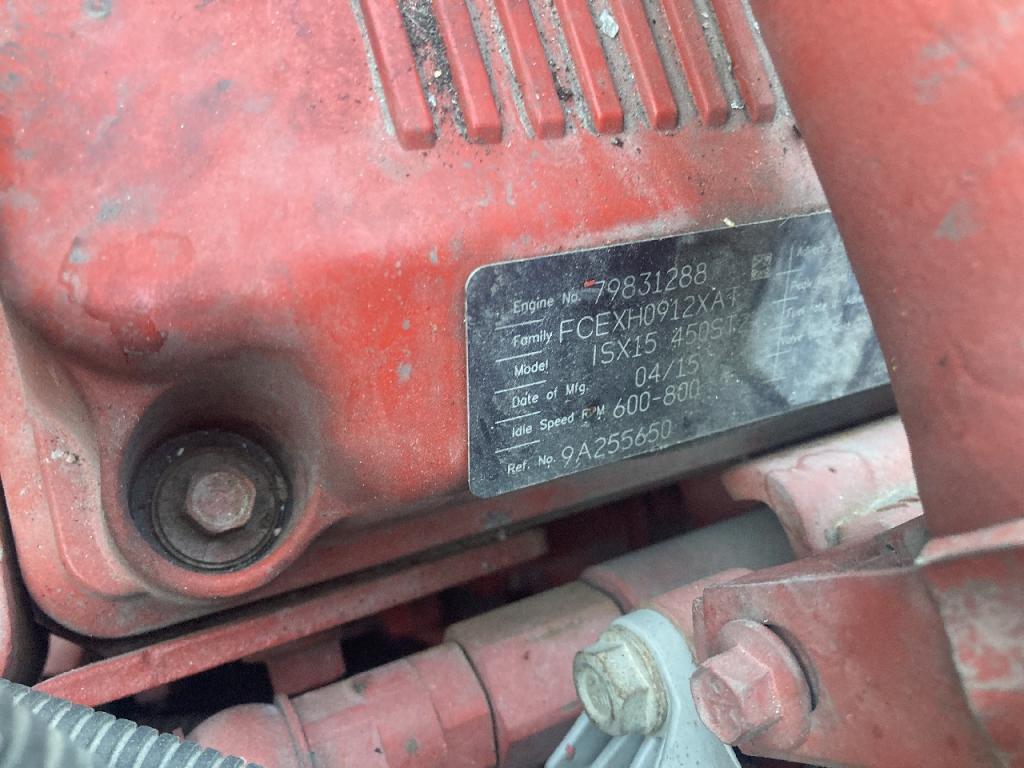 Engine No. 79831288
Family FCEXH0912XAT
Model ISX15 450ST2
Date of Mfg. 04/15
Idle Speed RPM 600-800
Ref. No. 9A255650